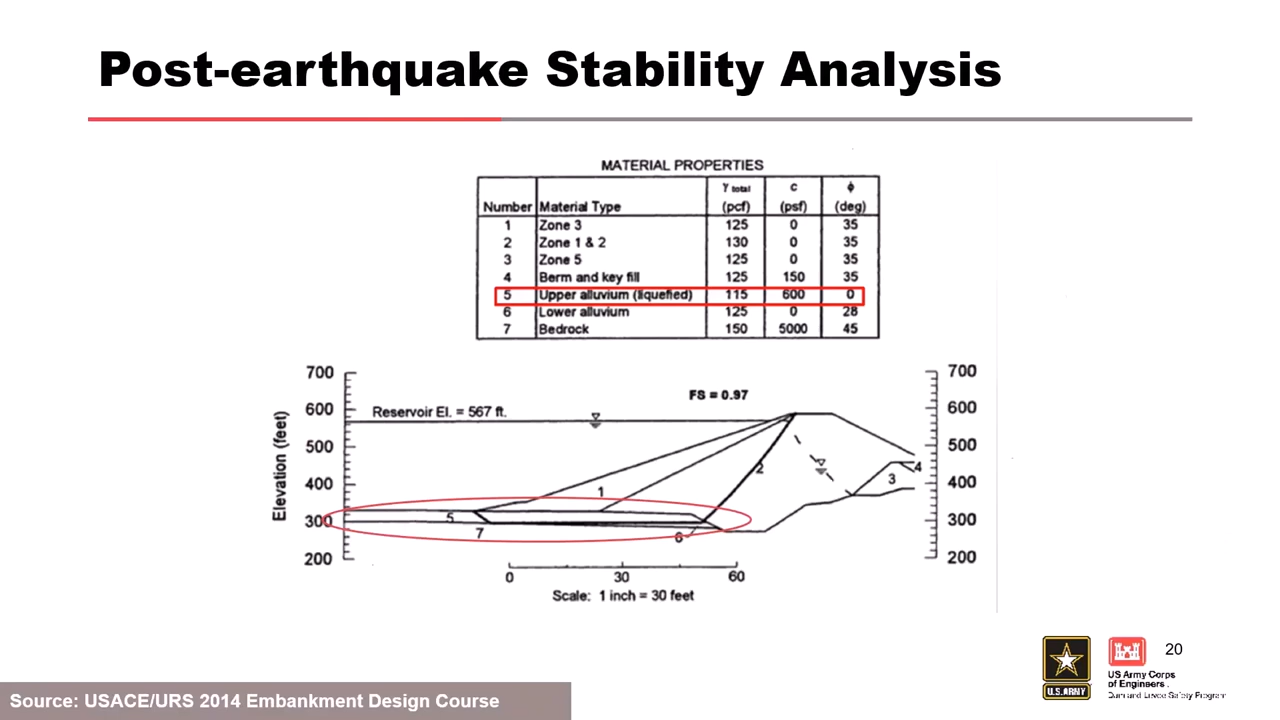 Post-earthquake Stability Analysis
MATERIAL PROPERTIES
Number Material Type γ total (pcf) c (psf) ϕ (deg)
1 Zone 3 125 0 35
2 Zone 1 & 2 130 0 35
3 Zone 5 125 0 35
4 Berm and key fill 125 150 35
5 Upper alluvium (liquefied) 115 600 0
6 Lower alluvium 125 0 28
7 Bedrock 150 5000 45
FS = 0.97
Reservoir El. = 567 ft.
Elevation (feet)
700 700
600 600
500 500
400 400
300 300
200 200
1
2
3
4
5
6
7
0 30 60
Scale: 1 inch = 30 feet
20
U.S. ARMY
US Army Corps
of Engineers.
Dam and Levee Safety Program
Source: USACE/URS 2014 Embankment Design Course